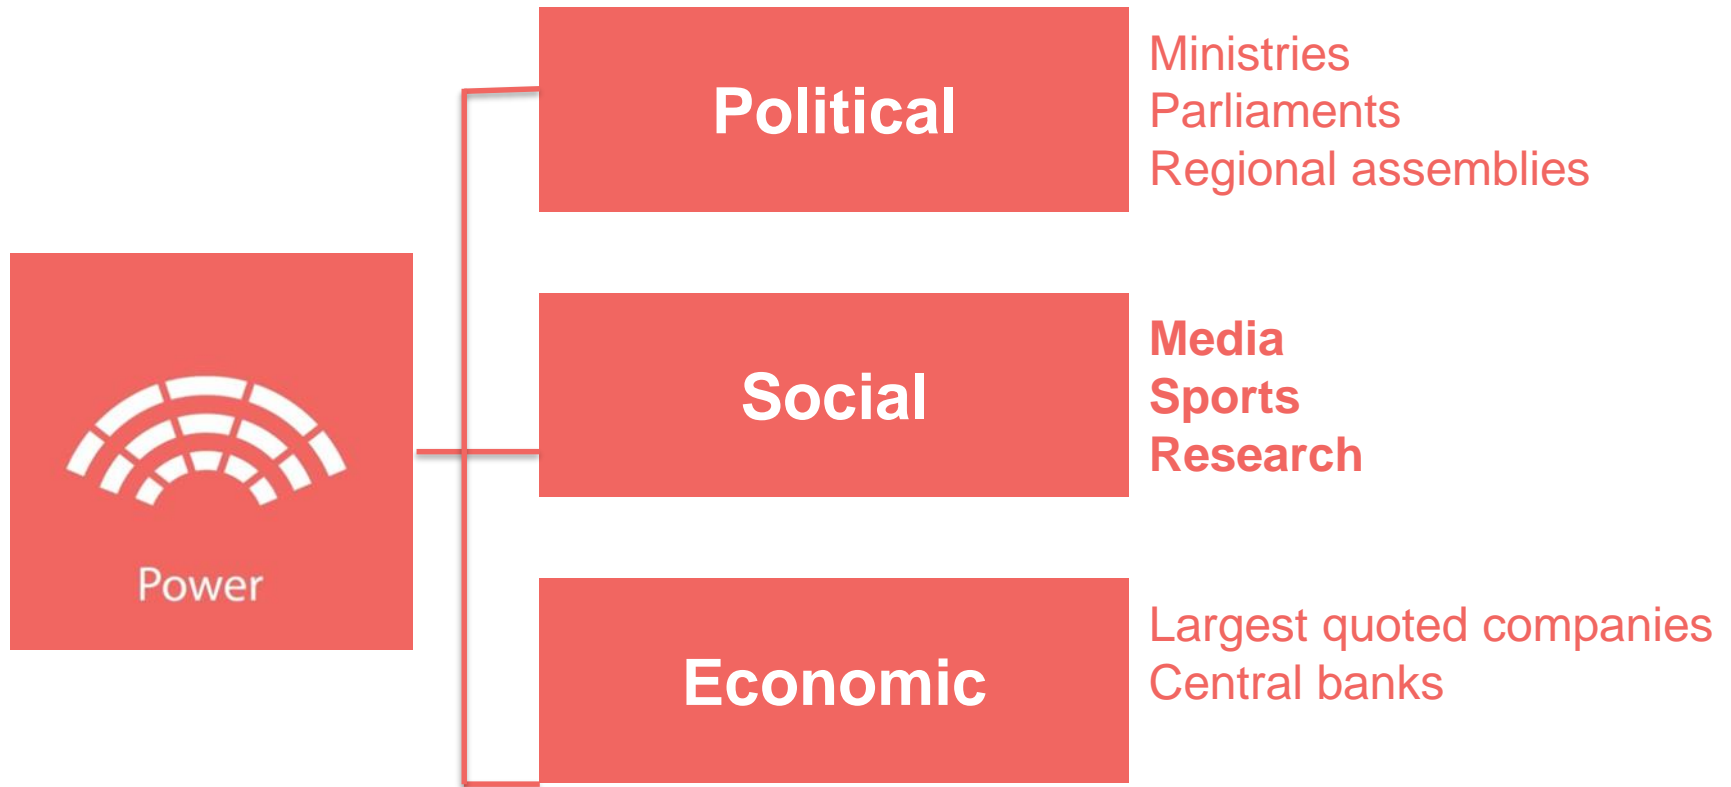 Power
Political
Ministries
Parliaments
Regional assemblies
Social
Media
Sports
Research
Economic
Largest quoted companies
Central banks